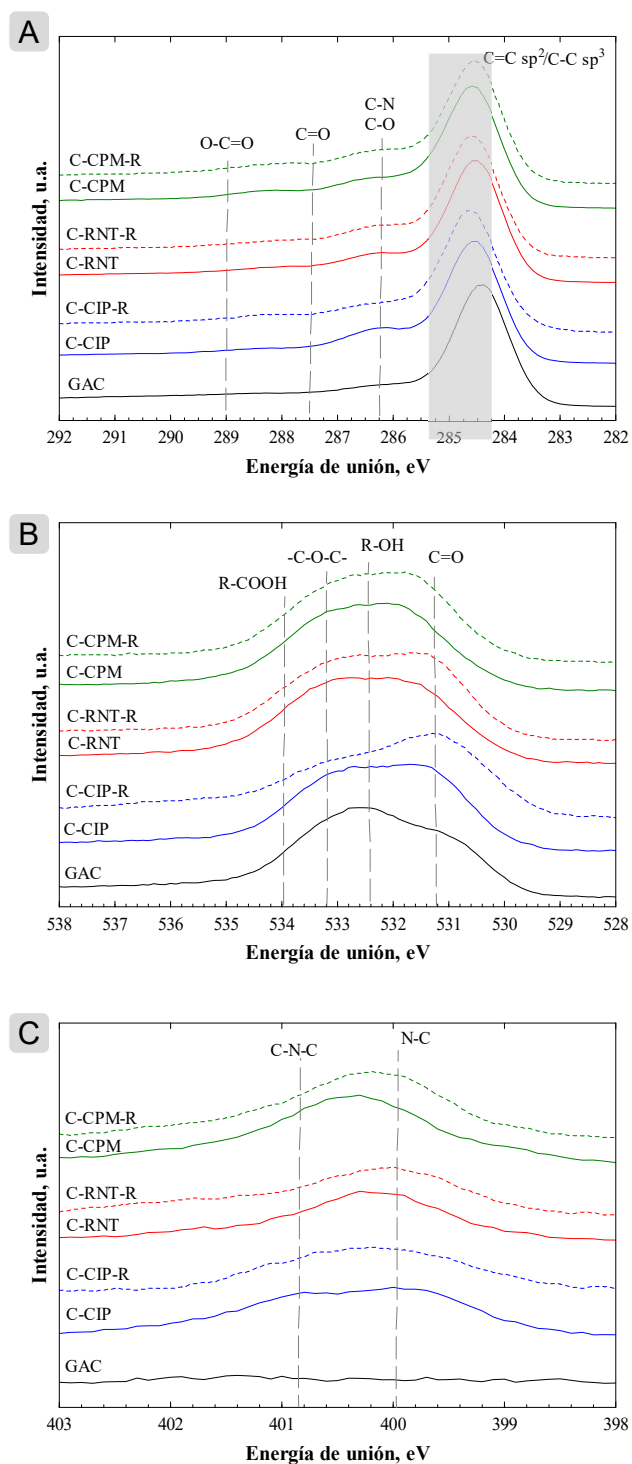 A
C=C sp²/C-C sp³
C-N
C-O
C=O
O-C=O
C-CPM-R
C-CPM
C-RNT-R
C-RNT
C-CIP-R
C-CIP
GAC
Intensidad, u.a.
292 291 290 289 288 287 286 285 284 283 282
Energía de unión, eV
B
R-OH
-C-O-C-
C=O
R-COOH
C-CPM-R
C-CPM
C-RNT-R
C-RNT
C-CIP-R
C-CIP
GAC
Intensidad, u.a.
538 537 536 535 534 533 532 531 530 529 528
Energía de unión, eV
C
N-C
C-N-C
C-CPM-R
C-CPM
C-RNT-R
C-RNT
C-CIP-R
C-CIP
GAC
Intensidad, u.a.
403 402 401 400 399 398
Energía de unión, eV